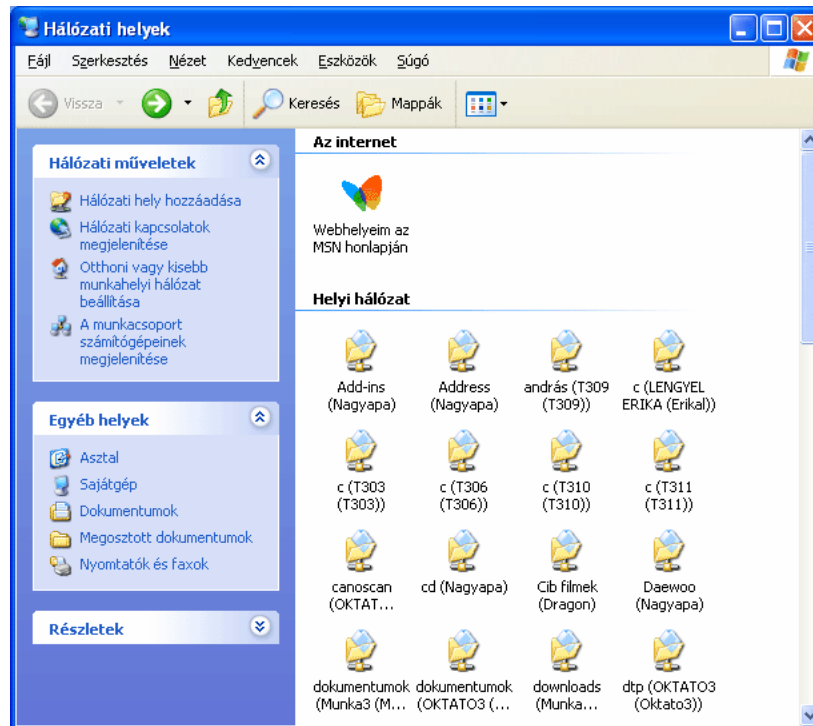 Hálózati helyek
Fájl Szerkesztés Nézet Kedvencek Eszközök Súgó
Vissza Keresés Mappák
Hálózati műveletek
Hálózati hely hozzáadása
Hálózati kapcsolatok
megjelenítése
Otthoni vagy kisebb
munkahelyi hálózat
beállítása
A munkacsoport
számítógépeinek
megjelenítése
Egyéb helyek
Asztal
Sajátgép
Dokumentumok
Megosztott dokumentumok
Nyomtatók és faxok
Részletek
Az internet
Webhelyeim az
MSN honlapján
Helyi hálózat
Add-ins
(Nagyapa)
Address
(Nagyapa)
andrás (T309
(T309))
c (LENGYEL
ERIKA (Erikal))
c (T303
(T303))
c (T306
(T306))
c (T310
(T310))
c (T311
(T311))
canoscan
(OKTAT...
cd (Nagyapa)
Cib filmek
(Dragon)
Daewoo
(Nagyapa)
dokumentumok
(Munka3 (M...
dokumentumok
(OKTATO3 (...
downloads
(Munka...
dtp (OKTATO3
(Oktato3))